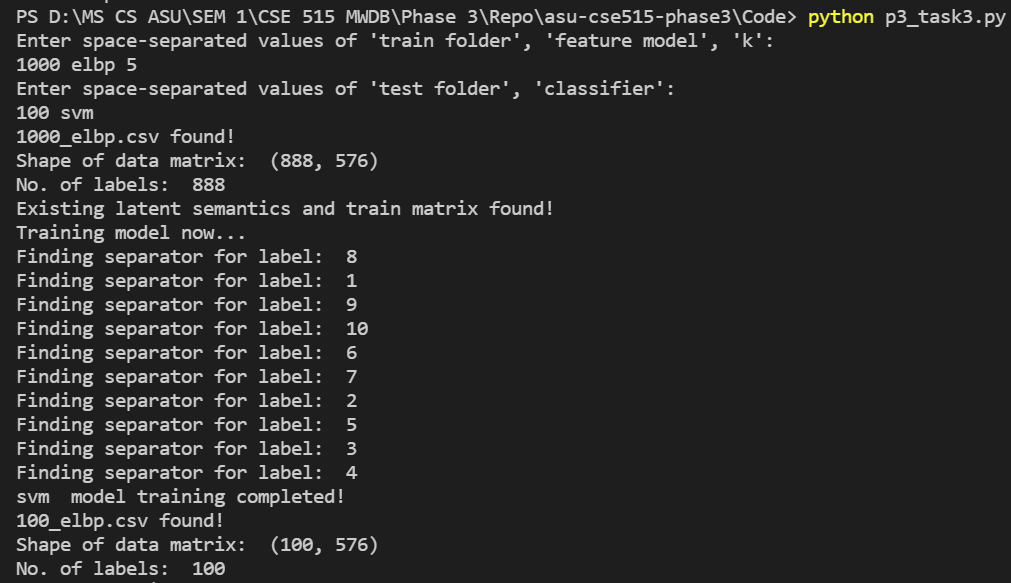 PS D:\MS CS ASU\SEM 1\CSE 515 MWDB\Phase 3\Repo\asu-cse515-phase3\Code> python p3_task3.py
Enter space-separated values of 'train folder', 'feature model', 'k':
1000 elbp 5
Enter space-separated values of 'test folder', 'classifier':
100 svm
1000_elbp.csv found!
Shape of data matrix:  (888, 576)
No. of labels:  888
Existing latent semantics and train matrix found!
Training model now...
Finding separator for label:  8
Finding separator for label:  1
Finding separator for label:  9
Finding separator for label:  10
Finding separator for label:  6
Finding separator for label:  7
Finding separator for label:  2
Finding separator for label:  5
Finding separator for label:  3
Finding separator for label:  4
svm  model training completed!
100_elbp.csv found!
Shape of data matrix:  (100, 576)
No. of labels:  100